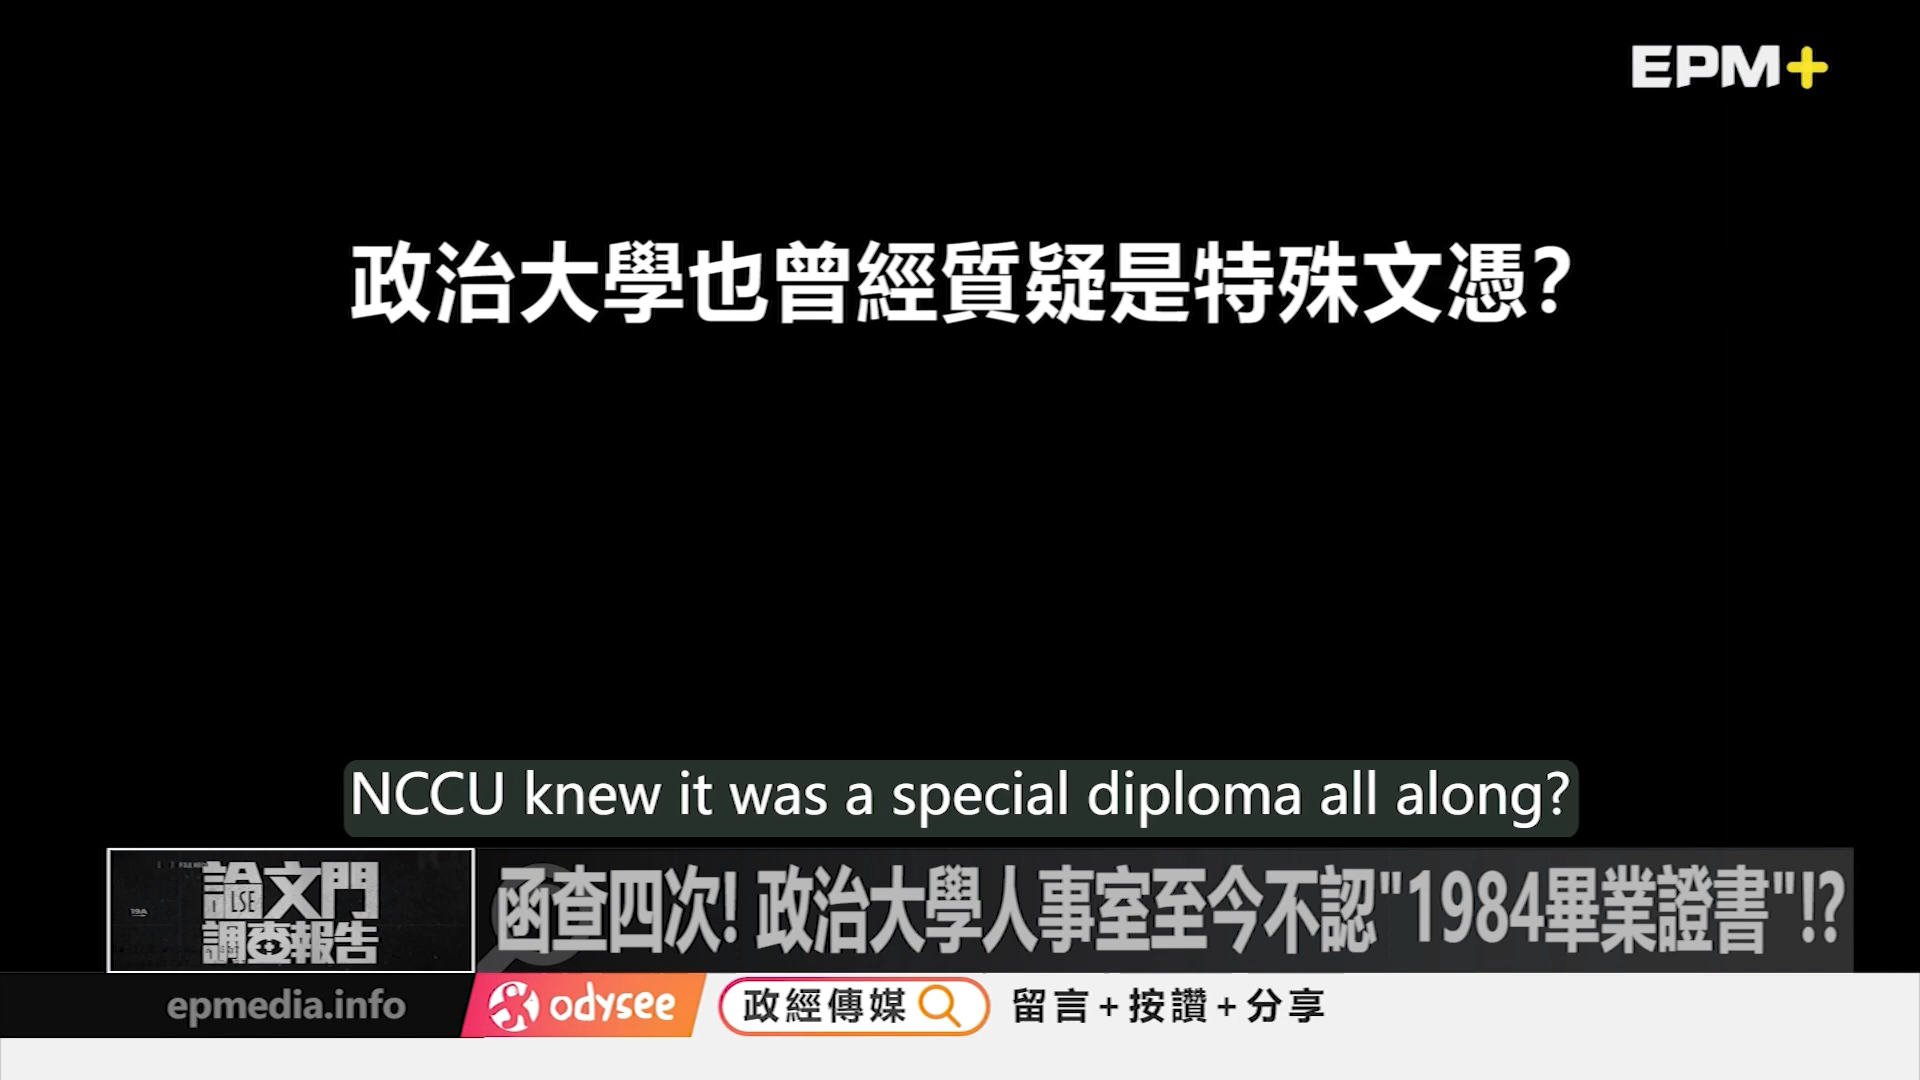 EPM+
政治大學也曾經質疑是特殊文憑?
NCCU knew it was a special diploma all along?
論文門
LSE
調查報告
19A
函查四次! 政治大學人事室至今不認"1984畢業證書"!?
epmedia.info
odysee
政經傳媒
留言+按讚+分享